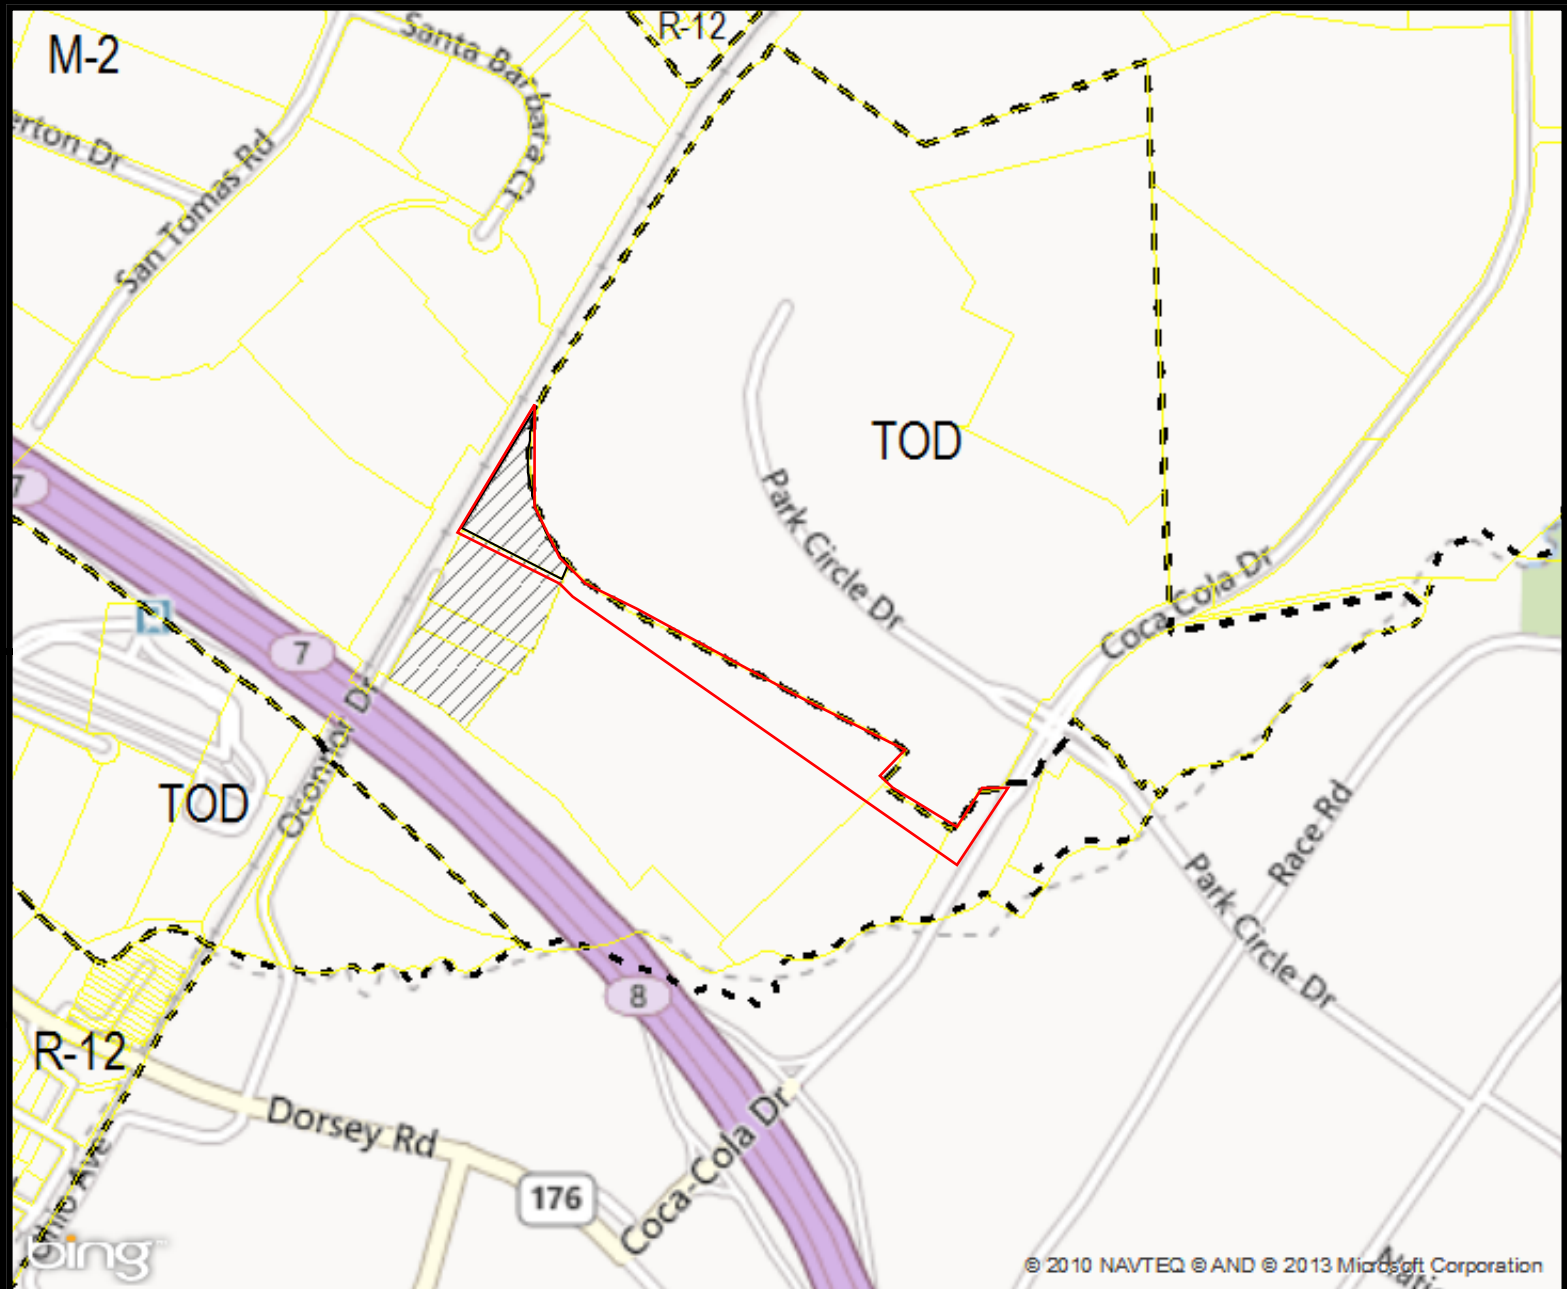 R-12
M-2
Santa Barbara Ct
erton Dr
San Tomas Rd
TOD
7
Park Circle Dr
Coca Cola Dr
7
Oconnor Dr
TOD
Race Rd
Park Circle Dr
8
R-12
Dorsey Rd
Coca-Cola Dr
176
Ohio Ave
bing™
© 2010 NAVTEQ © AND © 2013 Microsoft Corporation